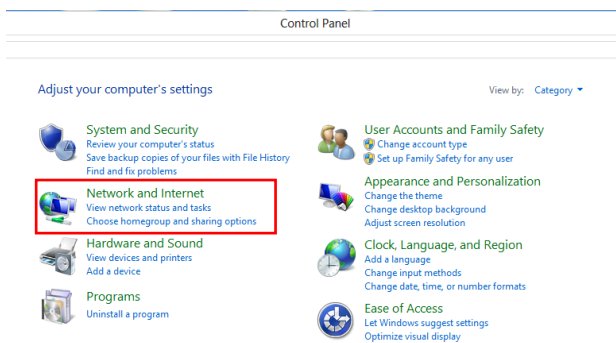 Control Panel
Adjust your computer's settings
View by: Category
System and Security
Review your computer's status
Save backup copies of your files with File History
Find and fix problems
Network and Internet
View network status and tasks
Choose homegroup and sharing options
Hardware and Sound
View devices and printers
Add a device
Programs
Uninstall a program
User Accounts and Family Safety
Change account type
Set up Family Safety for any user
Appearance and Personalization
Change the theme
Change desktop background
Adjust screen resolution
Clock, Language, and Region
Add a language
Change input methods
Change date, time, or number formats
Ease of Access
Let Windows suggest settings
Optimize visual display